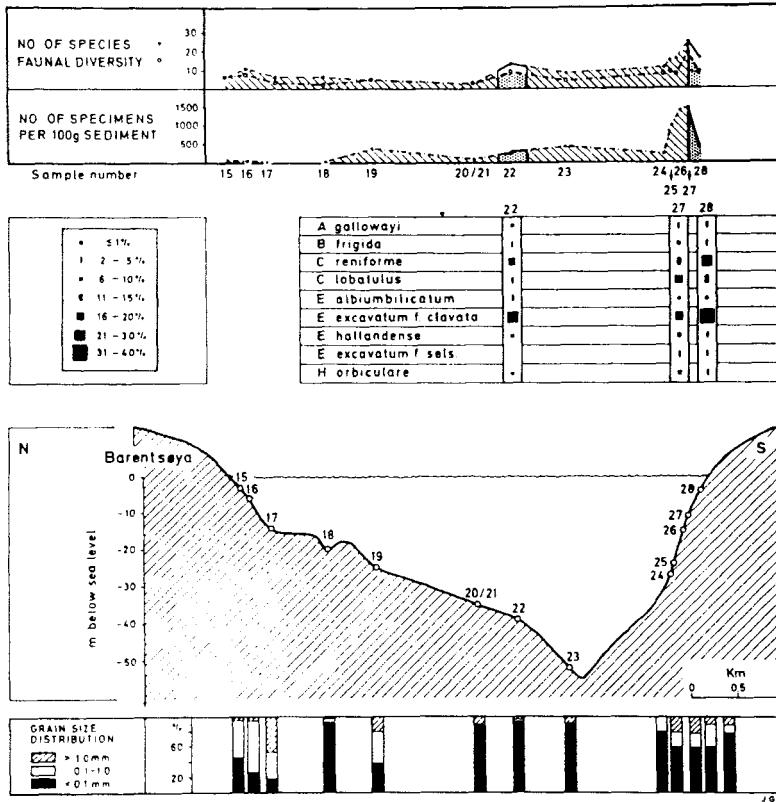 NO OF SPECIES
FAUNAL DIVERSITY
30
20
10
NO OF SPECIMENS
PER 100g SEDIMENT
1500
1000
500
Sample number
15 16 17 18 19 20/21 22 23 24 26 28
25 27
22 27 28
≤1%
2 - 5%
6 - 10%
11 - 15%
16 - 20%
21 - 30%
31 - 40%
A gallowayi
B frigida
C reniforme
C lobatulus
E albiumbilicatum
E excavatum f clavata
E hallandense
E excavatum f sels
H orbiculare
N
S
Barentsøya
m below sea level
0
-10
-20
-30
-40
-50
15
16
17
18
19
20/21
22
23
24
25
26
27
28
Km
0 0,5
GRAIN SIZE
DISTRIBUTION
> 1.0mm
0.1-1.0
< 0.1 mm
%
60
20